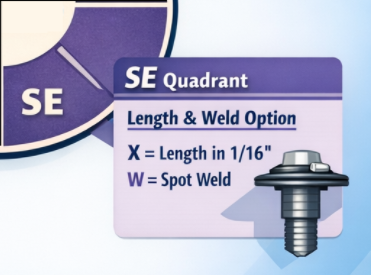 SE
SE Quadrant
Length & Weld Option
X = Length in 1/16"
W = Spot Weld